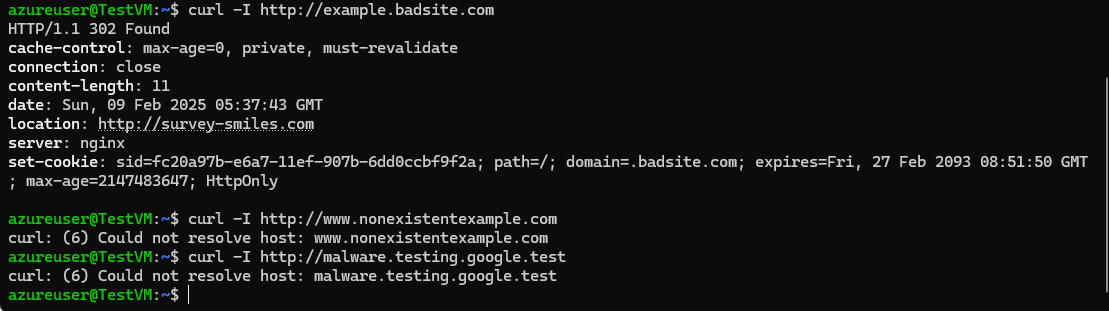 azureuser@TestVM:~$ curl -I http://example.badsite.com
HTTP/1.1 302 Found
cache-control: max-age=0, private, must-revalidate
connection: close
content-length: 11
date: Sun, 09 Feb 2025 05:37:43 GMT
location: http://survey-smiles.com
server: nginx
set-cookie: sid=fc20a97b-e6a7-11ef-907b-6dd0ccbf9f2a; path=/; domain=.badsite.com; expires=Fri, 27 Feb 2093 08:51:50 GMT
; max-age=2147483647; HttpOnly
azureuser@TestVM:~$ curl -I http://www.nonexistentexample.com
curl: (6) Could not resolve host: www.nonexistentexample.com
azureuser@TestVM:~$ curl -I http://malware.testing.google.test
curl: (6) Could not resolve host: malware.testing.google.test
azureuser@TestVM:~$